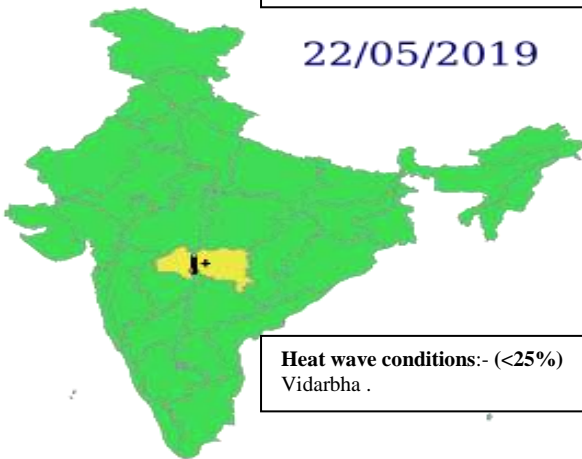 22/05/2019
Heat wave conditions:- (<25%)
Vidarbha .